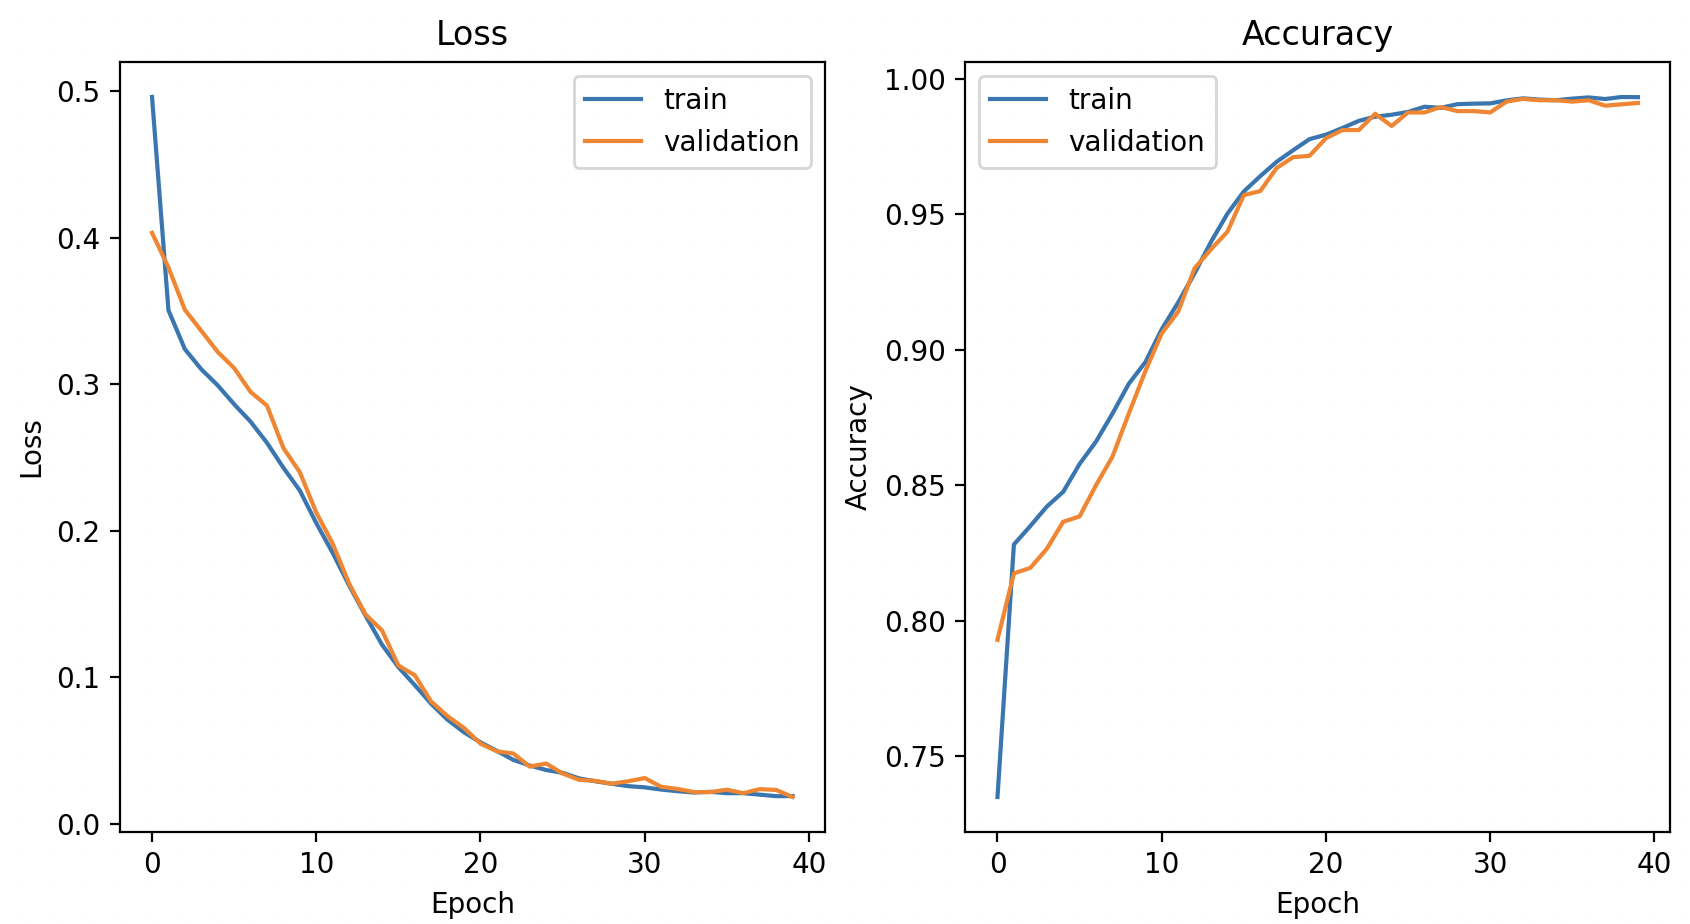 Loss
0.5
0.4
0.3
0.2
0.1
0.0
0 10 20 30 40
Epoch
Loss
train
validation
Accuracy
1.00
0.95
0.90
0.85
0.80
0.75
0 10 20 30 40
Epoch
Accuracy
train
validation